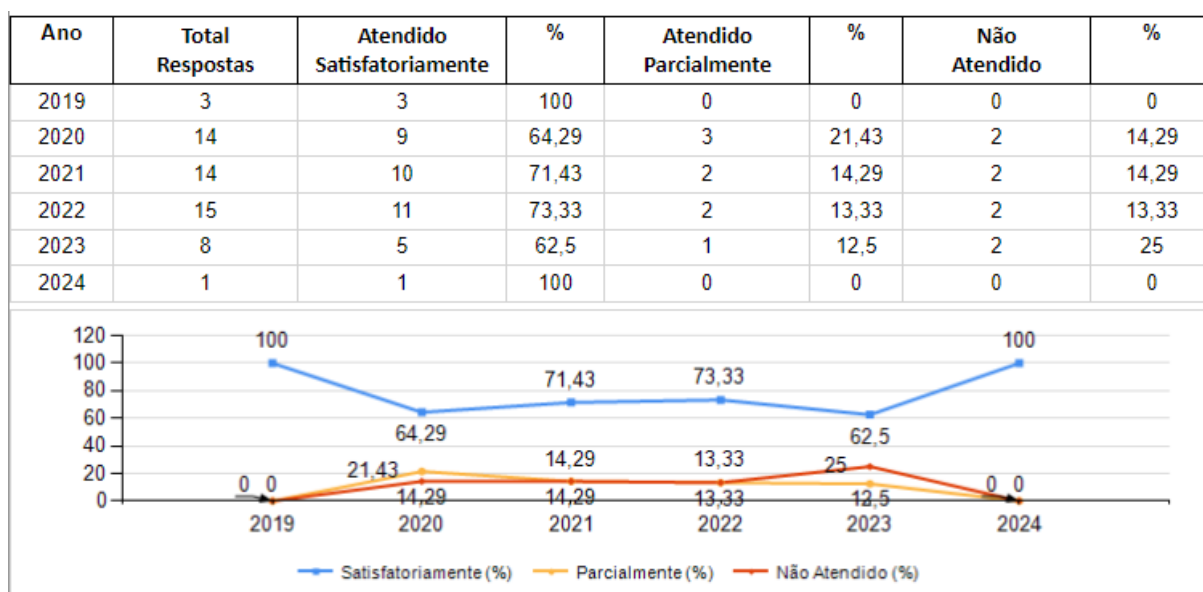 Ano Total Respostas Atendido Satisfatoriamente % Atendido Parcialmente % Não Atendido %
2019 3 3 100 0 0 0 0
2020 14 9 64,29 3 21,43 2 14,29
2021 14 10 71,43 2 14,29 2 14,29
2022 15 11 73,33 2 13,33 2 13,33
2023 8 5 62,5 1 12,5 2 25
2024 1 1 100 0 0 0 0
120
100
80
60
40
20
0
100 64,29 71,43 73,33 62,5 100
0 0 21,43 14,29 13,33 25 0 0
14,29 14,29 13,33 12,5
2019 2020 2021 2022 2023 2024
Satisfatoriamente (%) Parcialmente (%) Não Atendido (%)